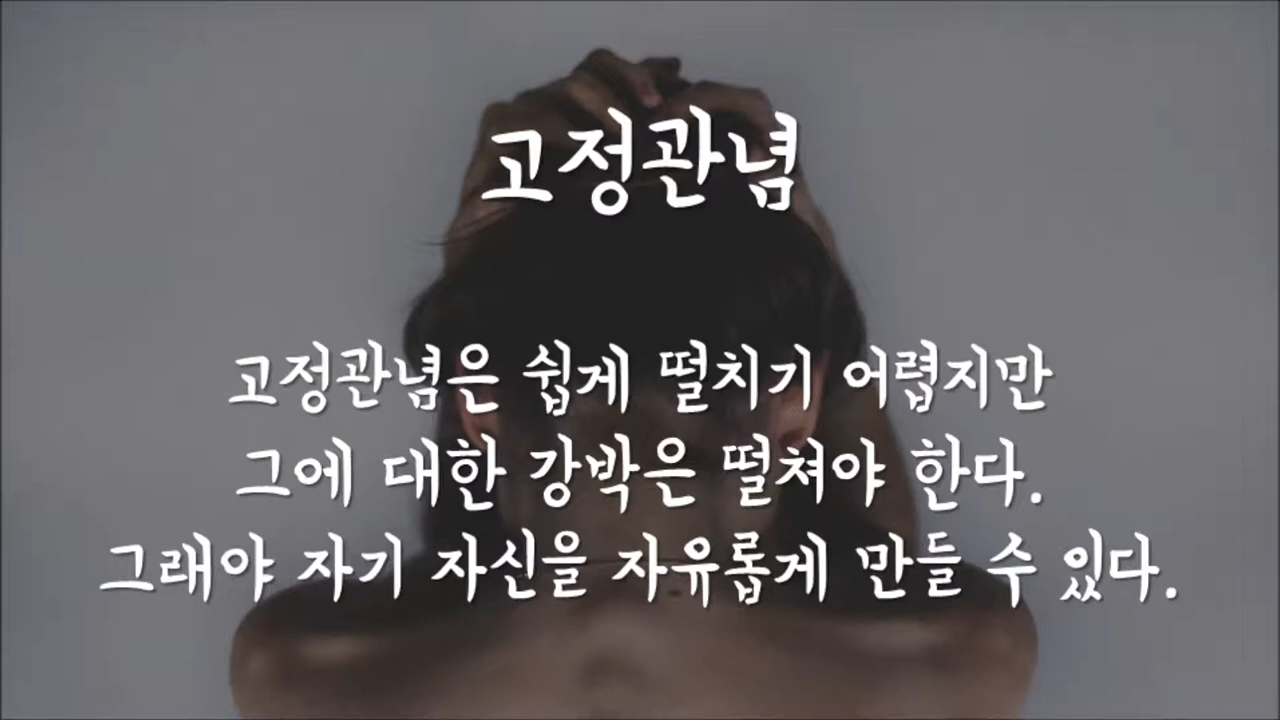 고정관념
고정관념은 쉽게 떨치기 어렵지만
그에 대한 강박은 떨쳐야 한다.
그래야 자기 자신을 자유롭게 만들 수 있다.